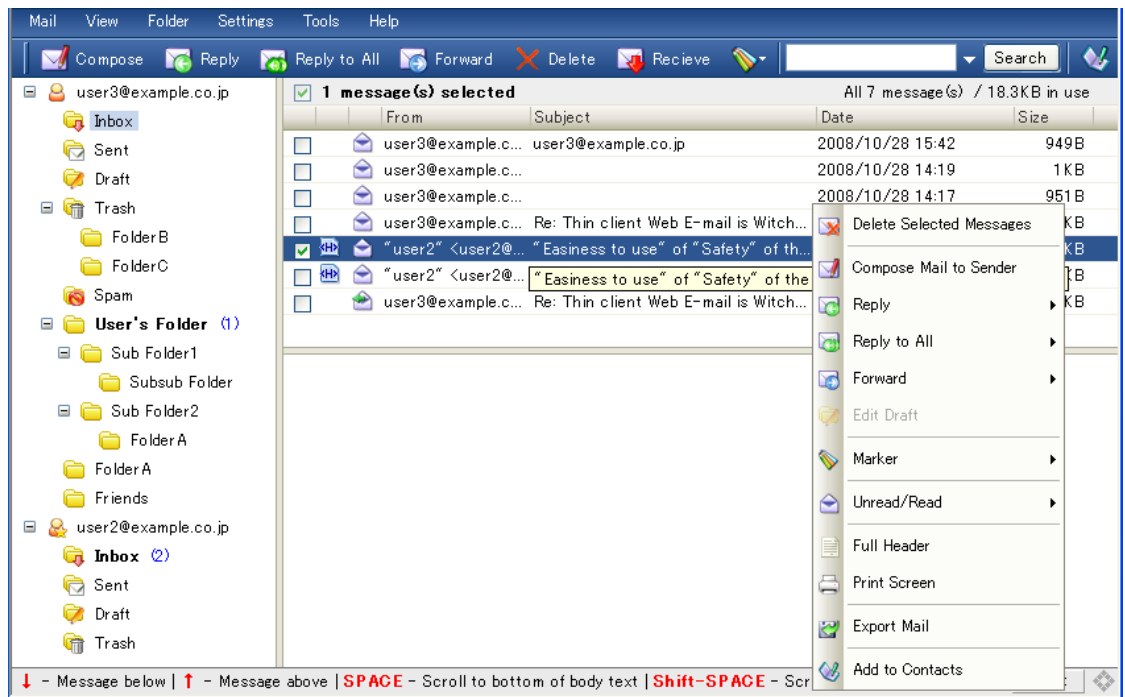 Mail View Folder Settings Tools Help
Compose Reply Reply to All Forward Delete Recieve Search
user3@example.co.jp
Inbox
Sent
Draft
Trash
FolderB
FolderC
Spam
User's Folder (1)
Sub Folder1
Subsub Folder
Sub Folder2
FolderA
FolderA
Friends
user2@example.co.jp
Inbox (2)
Sent
Draft
Trash
1 message(s) selected All 7 message(s) / 18.3KB in use
From Subject Date Size
user3@example.c... user3@example.co.jp 2008/10/28 15:42 949B
user3@example.c... 2008/10/28 14:19 1KB
user3@example.c... 2008/10/28 14:17 951B
user3@example.c... Re: Thin client Web E-mail is Witch... KB
"user2" <user2@... "Easiness to use" of "Safety" of th... KB
"user2" <user2@... "Easiness to use" of "Safety" of the
user3@example.c... Re: Thin client Web E-mail is Witch... KB
Delete Selected Messages
Compose Mail to Sender
Reply
Reply to All
Forward
Edit Draft
Marker
Unread/Read
Full Header
Print Screen
Export Mail
Add to Contacts
↓ - Message below | ↑ - Message above | SPACE - Scroll to bottom of body text | Shift-SPACE - Scr